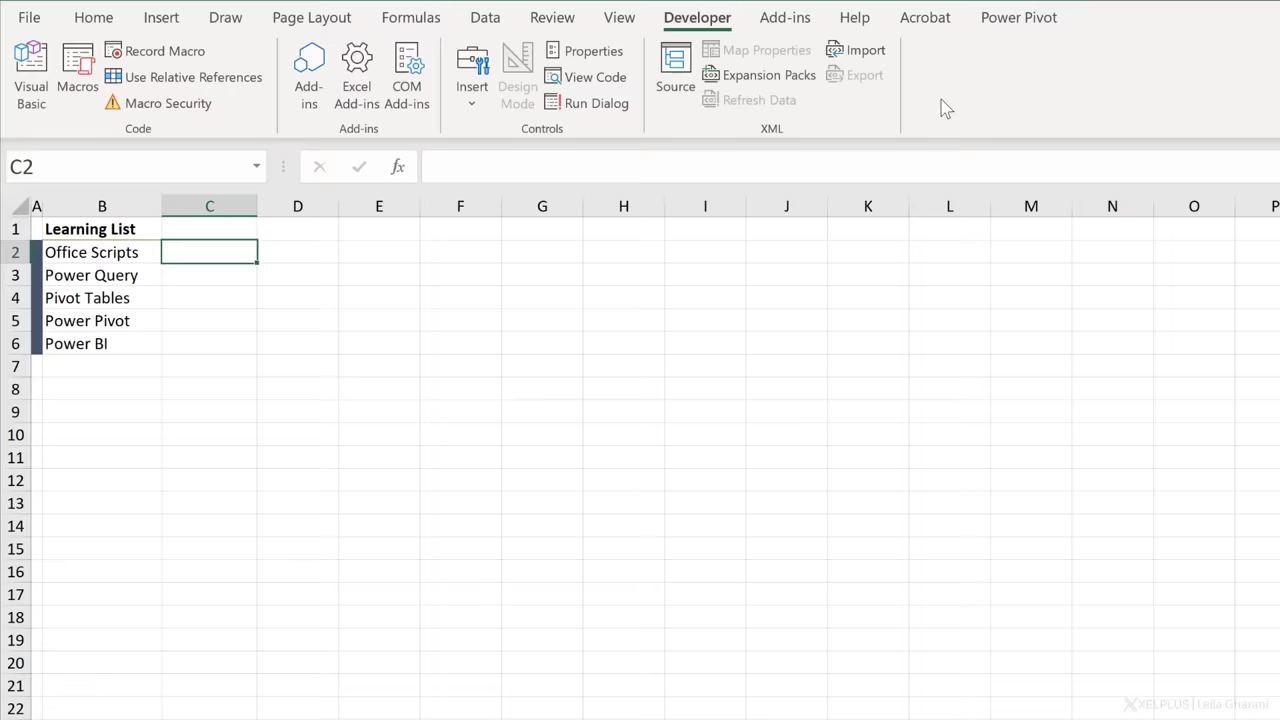 File Home Insert Draw Page Layout Formulas Data Review View Developer Add-ins Help Acrobat Power Pivot
Visual Basic
Macros
Record Macro
Use Relative References
Macro Security
Code
Add-ins
Excel Add-ins
COM Add-ins
Add-ins
Insert
Design Mode
Properties
View Code
Run Dialog
Controls
Source
Map Properties
Expansion Packs
Refresh Data
Import
Export
XML
C2 fx
A B C D E F G H I J K L M N O P
1 Learning List
2 Office Scripts
3 Power Query
4 Pivot Tables
5 Power Pivot
6 Power BI
7
8
9
10
11
12
13
14
15
16
17
18
19
20
21
22
XELPLUS | Leila Gharani